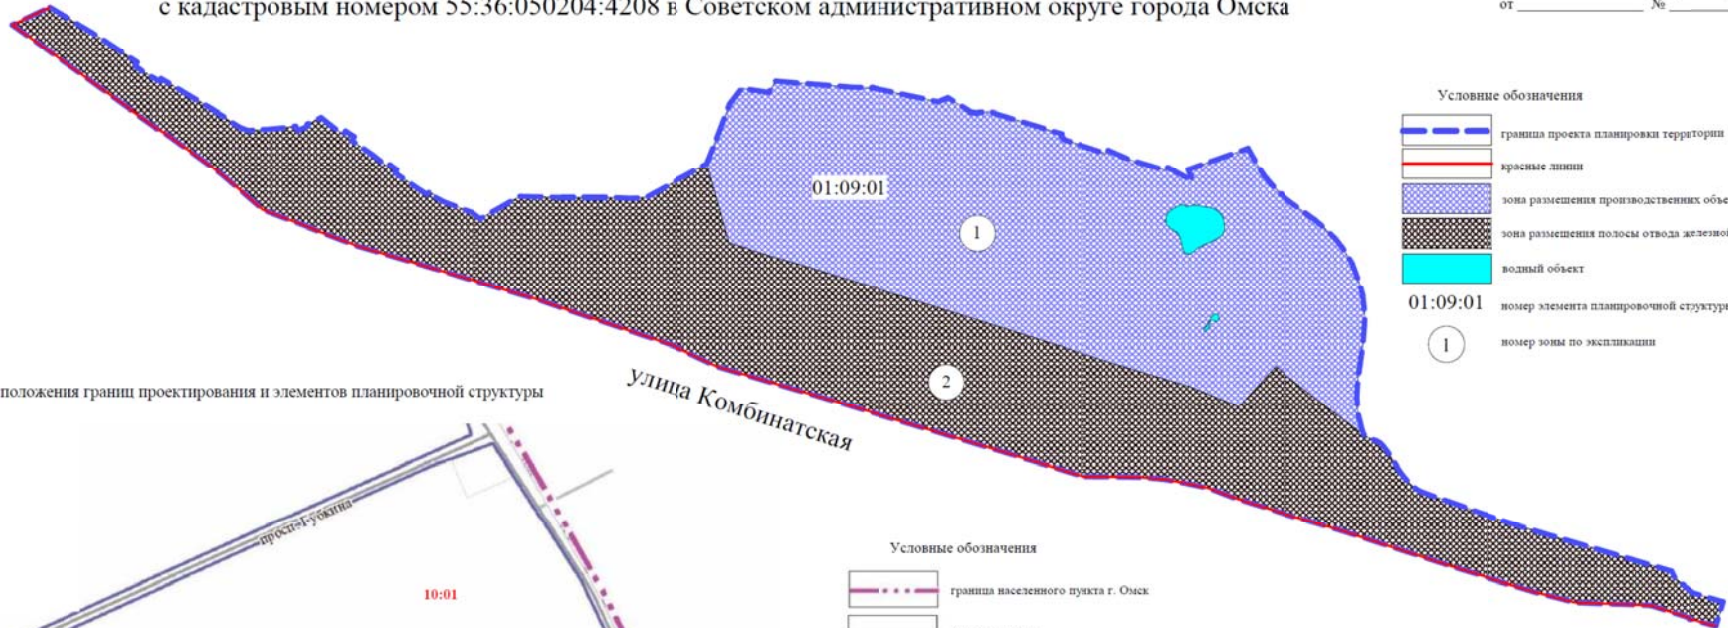 с кадастровым номером 55:36:050204:4208 в Советском административном округе города Омска
от № 
Условные обозначения
граница проекта планировки территории
красные линии
зона размещения производственных объе
зона размещения полосы отвода железной
водный объект
01:09:01 номер элемента планировочной структуры
1 номер зоны по экспликации
01:09:01
1
2
улица Комбинатская
положения границ проектирования и элементов планировочной структуры
просп. Губкина
10:01
Условные обозначения
граница населенного пункта г. Омск